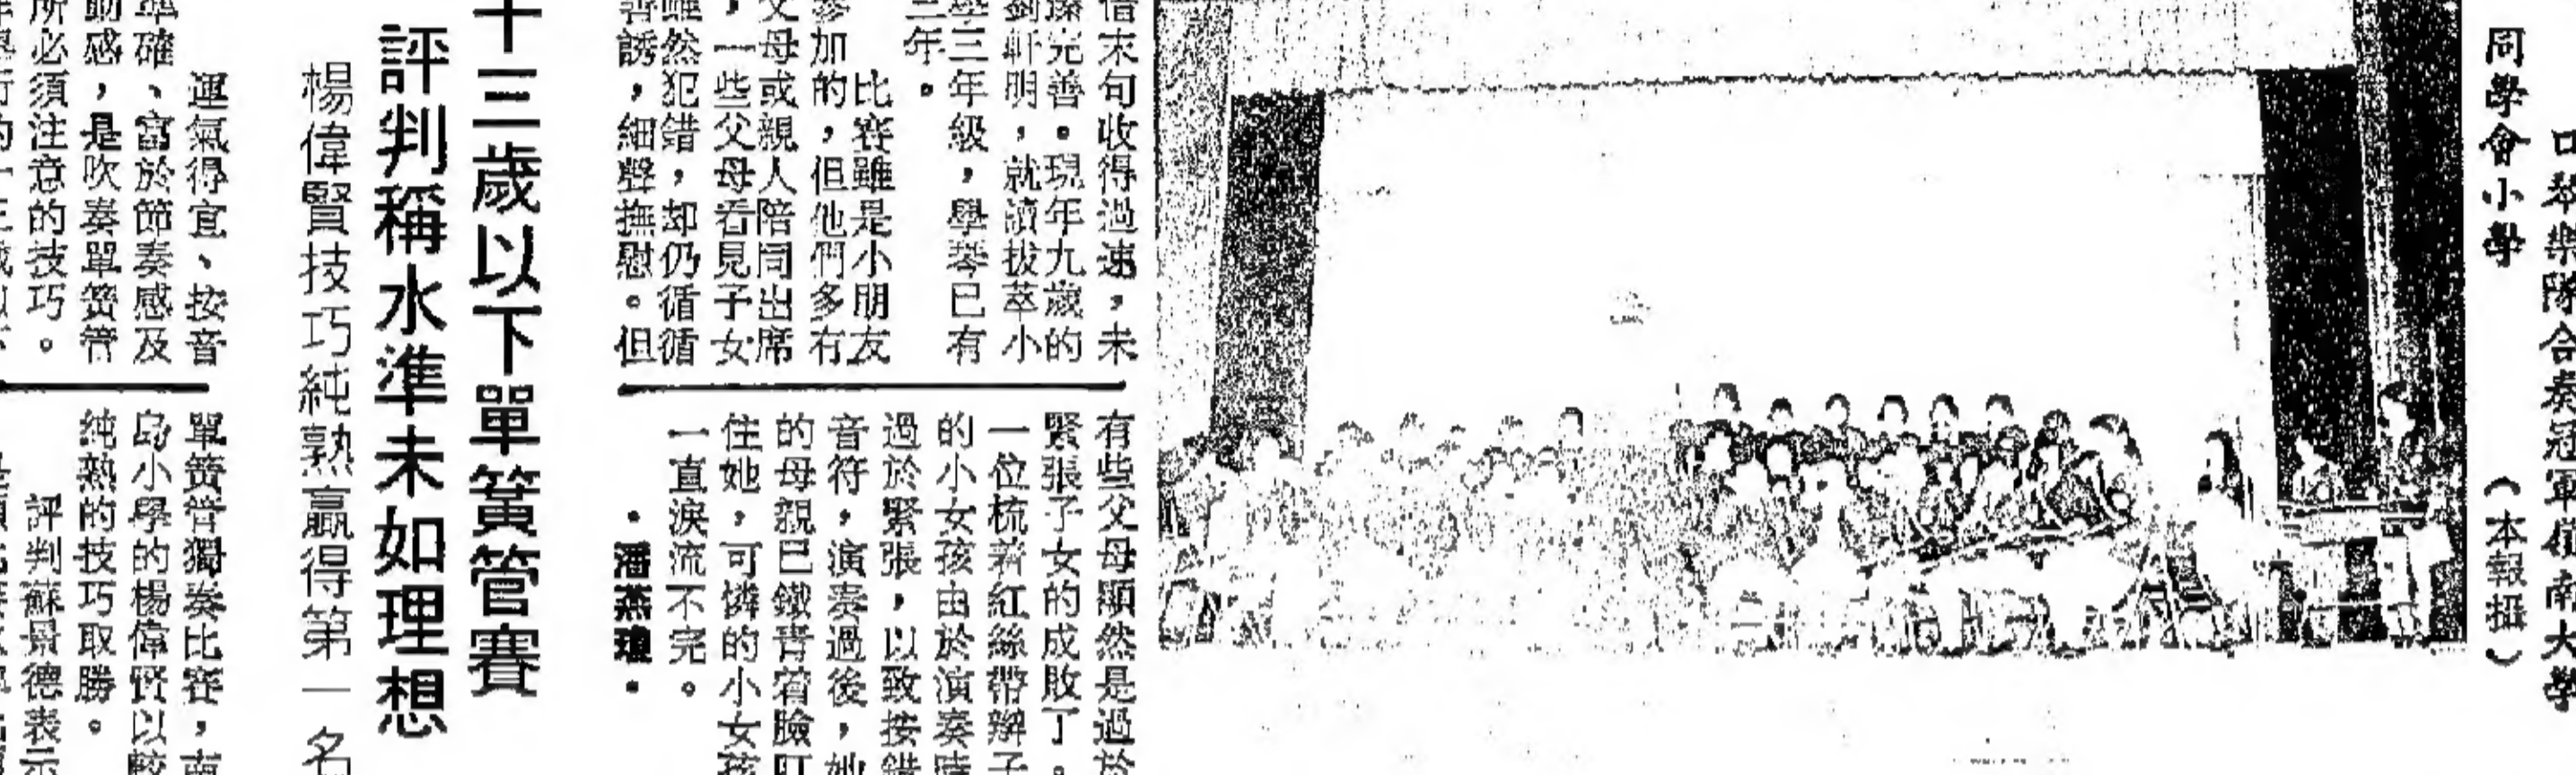 口琴樂隊合奏冠軍嶺南大學
同學會小學　（本報攝）
惜末句收得過速，未
臻完善。現年九歲的
劉軒明，就讀拔萃小
學三年級，學琴已有
三年。
比賽雖是小朋友
參加的，但他們多有
父母或親人陪同出席
，一些父母看見子女
雖然犯錯，却仍循循
善誘，細聲撫慰。但
有些父母顯然是過於
緊張子女的成敗了。
一位梳著紅絲帶辮子
的小女孩由於演奏時
過於緊張，以致按錯
音符，演奏過後，她
的母親已鐵青着臉盯
住她，可憐的小女孩
一直淚流不完。
·潘燕瓊·
十三歲以下單簧管賽
評判稱水準未如理想
楊偉賢技巧純熟贏得第一名
運氣得宜、按音
準確、富於節奏感及
動感，是吹奏單簧管
所必須注意的技巧。
單簧管獨奏比賽，南
島小學的楊偉賢以較
純熟的技巧取勝。
評判蘇景德表示